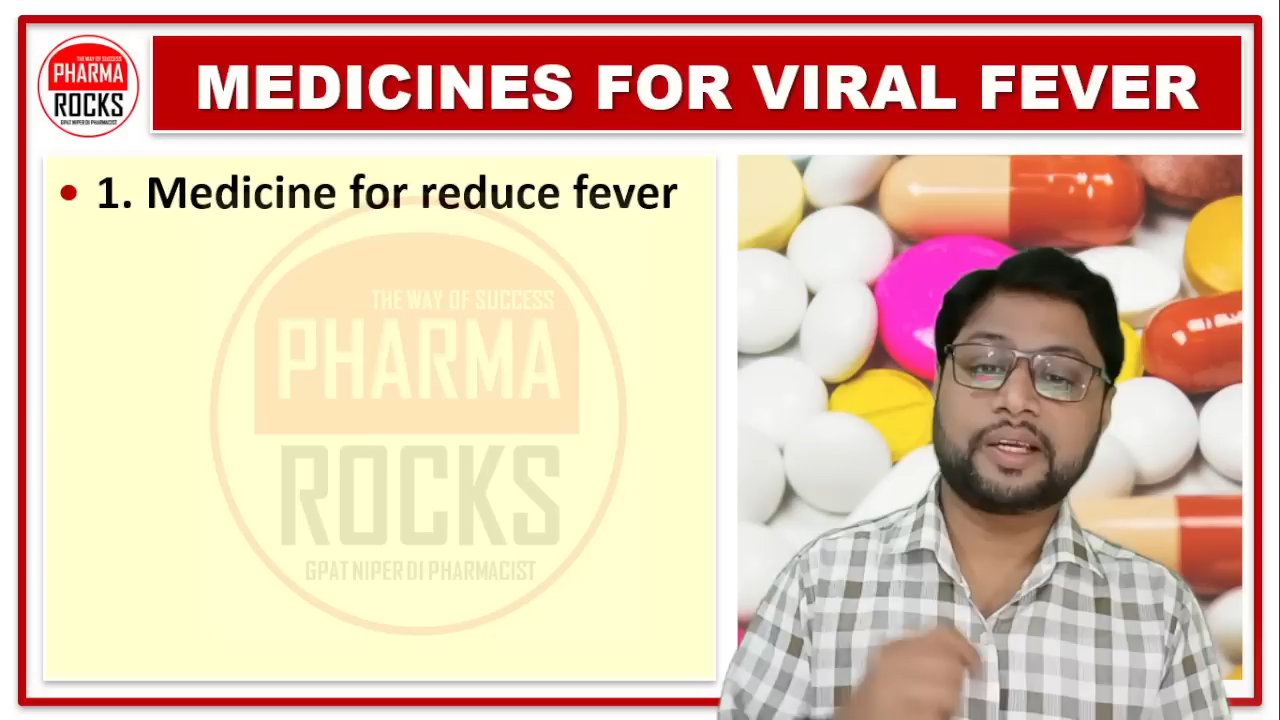 THE WAY OF SUCCESS
PHARMA
ROCKS
GPAT NIPER DI PHARMACIST
MEDICINES FOR VIRAL FEVER
• 1. Medicine for reduce fever
THE WAY OF SUCCESS
PHARMA
ROCKS
GPAT NIPER DI PHARMACIST